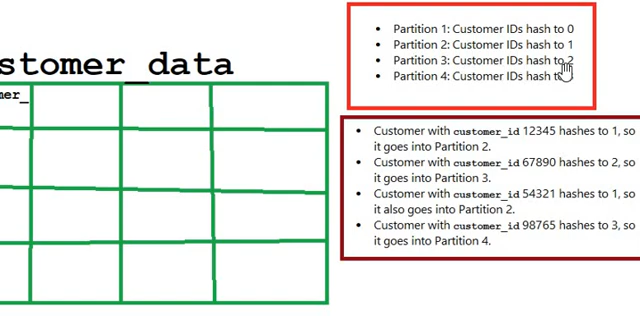 stomer_data
mer_
• Partition 1: Customer IDs hash to 0
• Partition 2: Customer IDs hash to 1
• Partition 3: Customer IDs hash to 2
• Partition 4: Customer IDs hash to
• Customer with customer_id 12345 hashes to 1, so
it goes into Partition 2.
• Customer with customer_id 67890 hashes to 2, so
it goes into Partition 3.
• Customer with customer_id 54321 hashes to 1, so
it also goes into Partition 2.
• Customer with customer_id 98765 hashes to 3, so
it goes into Partition 4.